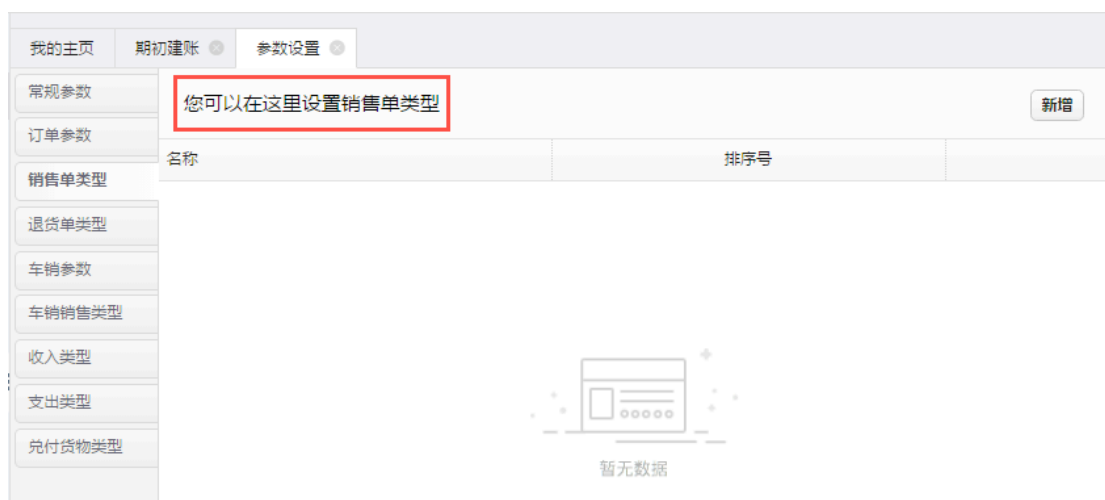 我的主页 期初建账 参数设置
常规参数
您可以在这里设置销售单类型
新增
订单参数
名称 排序号
销售单类型
退货单类型
车销参数
车销销售类型
收入类型
支出类型
兑付货物类型
暂无数据